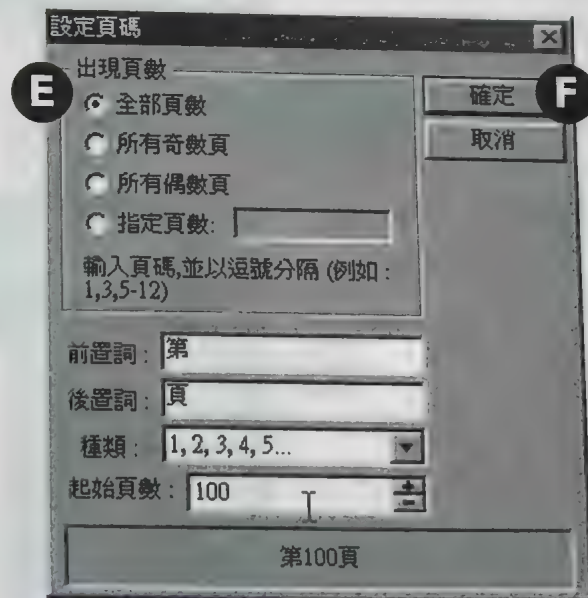 設定頁碼
出現頁數
E
全部頁數
確定
F
所有奇數頁
取消
所有偶數頁
指定頁數:
輸入頁碼,並以逗號分隔 (例如：
1,3,5-12)
前置詞： 第
後置詞： 頁
種類： 1, 2, 3, 4, 5...
起始頁數： 100
第100頁